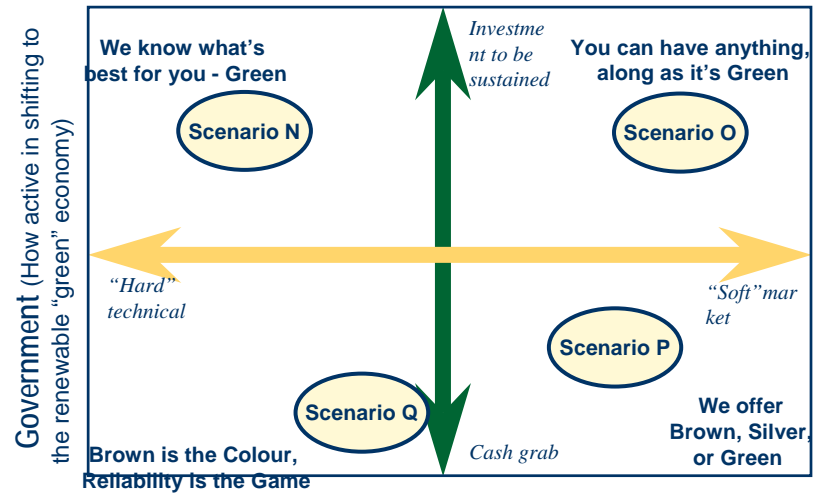 Government (How active in shifting to
the renewable “green” economy)
We know what's
best for you - Green
Investme
nt to be
sustained
You can have anything,
along as it's Green
Scenario N
Scenario O
“Hard”
technical
“Soft”mar
ket
Scenario P
Scenario Q
We offer
Brown, Silver,
or Green
Brown is the Colour,
Reliability is the Game
Cash grab